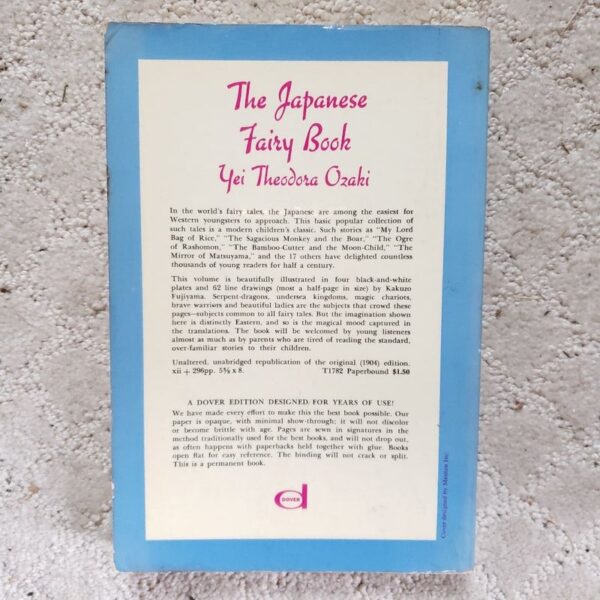 The Japanese
Fairy Book
Yei Theodora Ozaki
In the world's fairy tales, the Japanese are among the easiest for
Western youngsters to approach. This basic popular collection of
such tales is a modern children's classic. Such stories as "My Lord
Bag of Rice," "The Sagacious Monkey and the Boar," "The Ogre
of Rashomon," "The Bamboo-Cutter and the Moon-Child," "The
Mirror of Matsuyama," and the 17 others have delighted countless
thousands of young readers for half a century.
This volume is beautifully illustrated in four black-and-white
plates and 62 line drawings (most a half-page in size) by Kakuzo
Fujiyama. Serpent-dragons, undersea kingdoms, magic chariots,
brave warriors and beautiful ladies are the subjects that crowd these
pages—subjects common to all fairy tales. But the imagination shown
here is distinctly Eastern, and so is the magical mood captured in
the translations. The book will be welcomed by young listeners
almost as much as by parents who are tired of reading the standard,
over-familiar stories to their children.
Unaltered, unabridged republication of the original (1904) edition.
xii + 296pp. 5⅜ x 8. T1782 Paperbound $1.50
A DOVER EDITION DESIGNED FOR YEARS OF USE!
We have made every effort to make this the best book possible. Our
paper is opaque, with minimal show-through; it will not discolor
or become brittle with age. Pages are sewn in signatures in the
method traditionally used for the best books, and will not drop out,
as often happens with paperbacks held together with glue. Books
open flat for easy reference. The binding will not crack or split.
This is a permanent book.
DOVER
Cover designed by